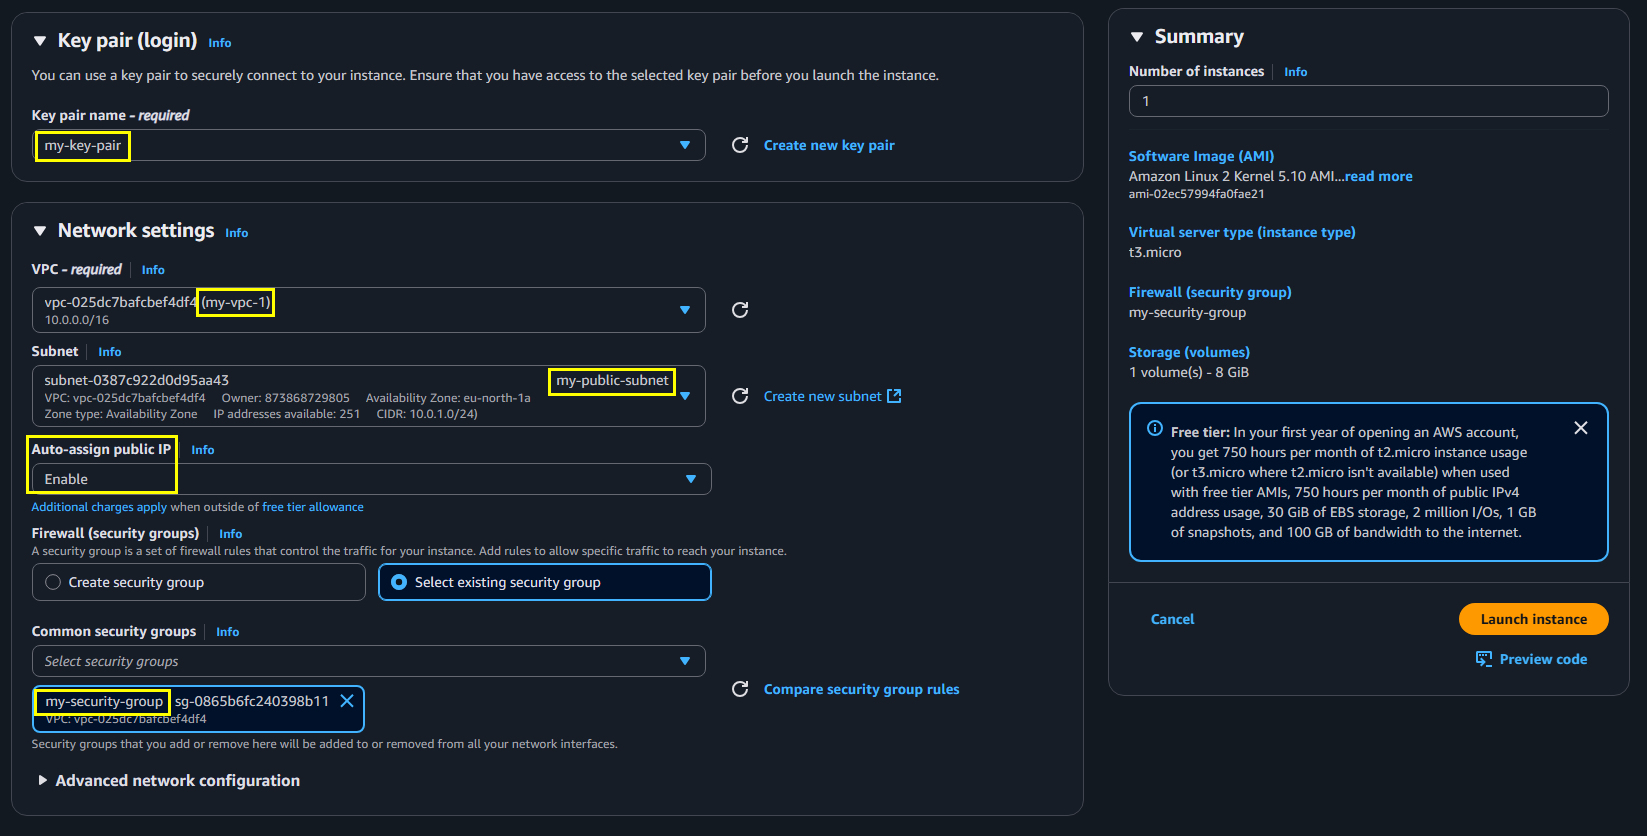 Key pair (login) Info
You can use a key pair to securely connect to your instance. Ensure that you have access to the selected key pair before you launch the instance.
Key pair name - required
my-key-pair
Create new key pair
Network settings Info
VPC - required Info
vpc-025dc7bafcbef4df4 (my-vpc-1)
10.0.0.0/16
Subnet Info
subnet-0387c922d0d95aa43 my-public-subnet
VPC: vpc-025dc7bafcbef4df4 Owner: 873868729805 Availability Zone: eu-north-1a
Zone type: Availability Zone IP addresses available: 251 CIDR: 10.0.1.0/24)
Create new subnet
Auto-assign public IP Info
Enable
Additional charges apply when outside of free tier allowance
Firewall (security groups) Info
A security group is a set of firewall rules that control the traffic for your instance. Add rules to allow specific traffic to reach your instance.
Create security group
Select existing security group
Common security groups Info
Select security groups
my-security-group sg-0865b6fc240398b11
VPC: vpc-025dc7bafcbef4df4
Compare security group rules
Security groups that you add or remove here will be added to or removed from all your network interfaces.
Advanced network configuration
Summary
Number of instances Info
1
Software Image (AMI)
Amazon Linux 2 Kernel 5.10 AMI...read more
ami-02ec57994fa0fae21
Virtual server type (instance type)
t3.micro
Firewall (security group)
my-security-group
Storage (volumes)
1 volume(s) - 8 GiB
Free tier: In your first year of opening an AWS account,
you get 750 hours per month of t2.micro instance usage
(or t3.micro where t2.micro isn't available) when used
with free tier AMIs, 750 hours per month of public IPv4
address usage, 30 GiB of EBS storage, 2 million I/Os, 1 GB
of snapshots, and 100 GB of bandwidth to the internet.
Cancel
Launch instance
Preview code